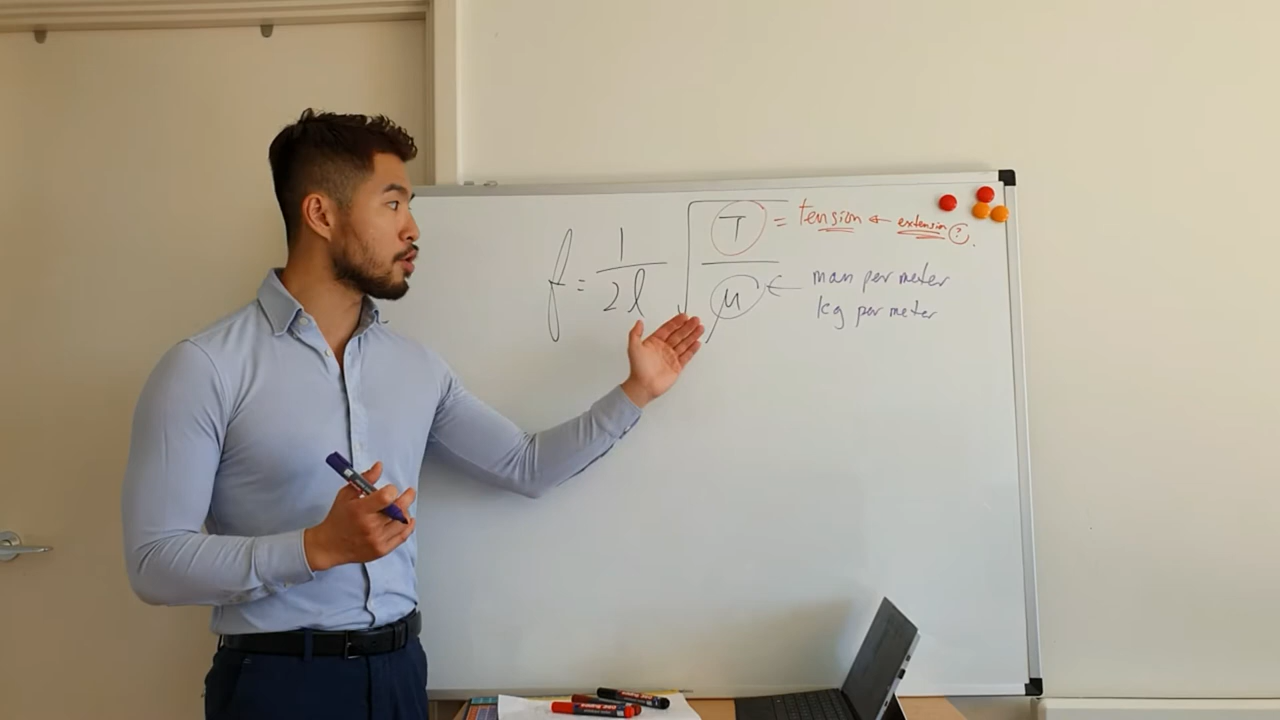 f = 1/2l √T/μ = tension ← extension ?.
← mass per meter
kg per meter